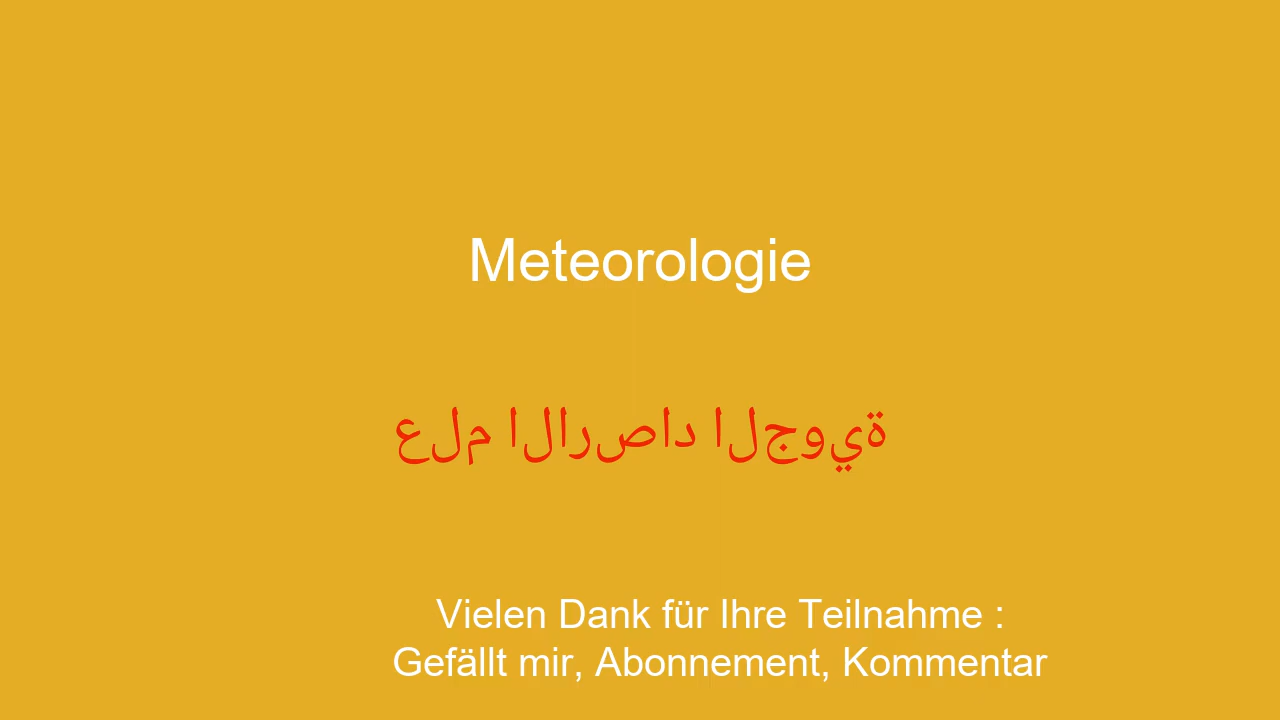 Meteorologie
علم الارصاد الجوية
Vielen Dank für Ihre Teilnahme :
Gefällt mir, Abonnement, Kommentar